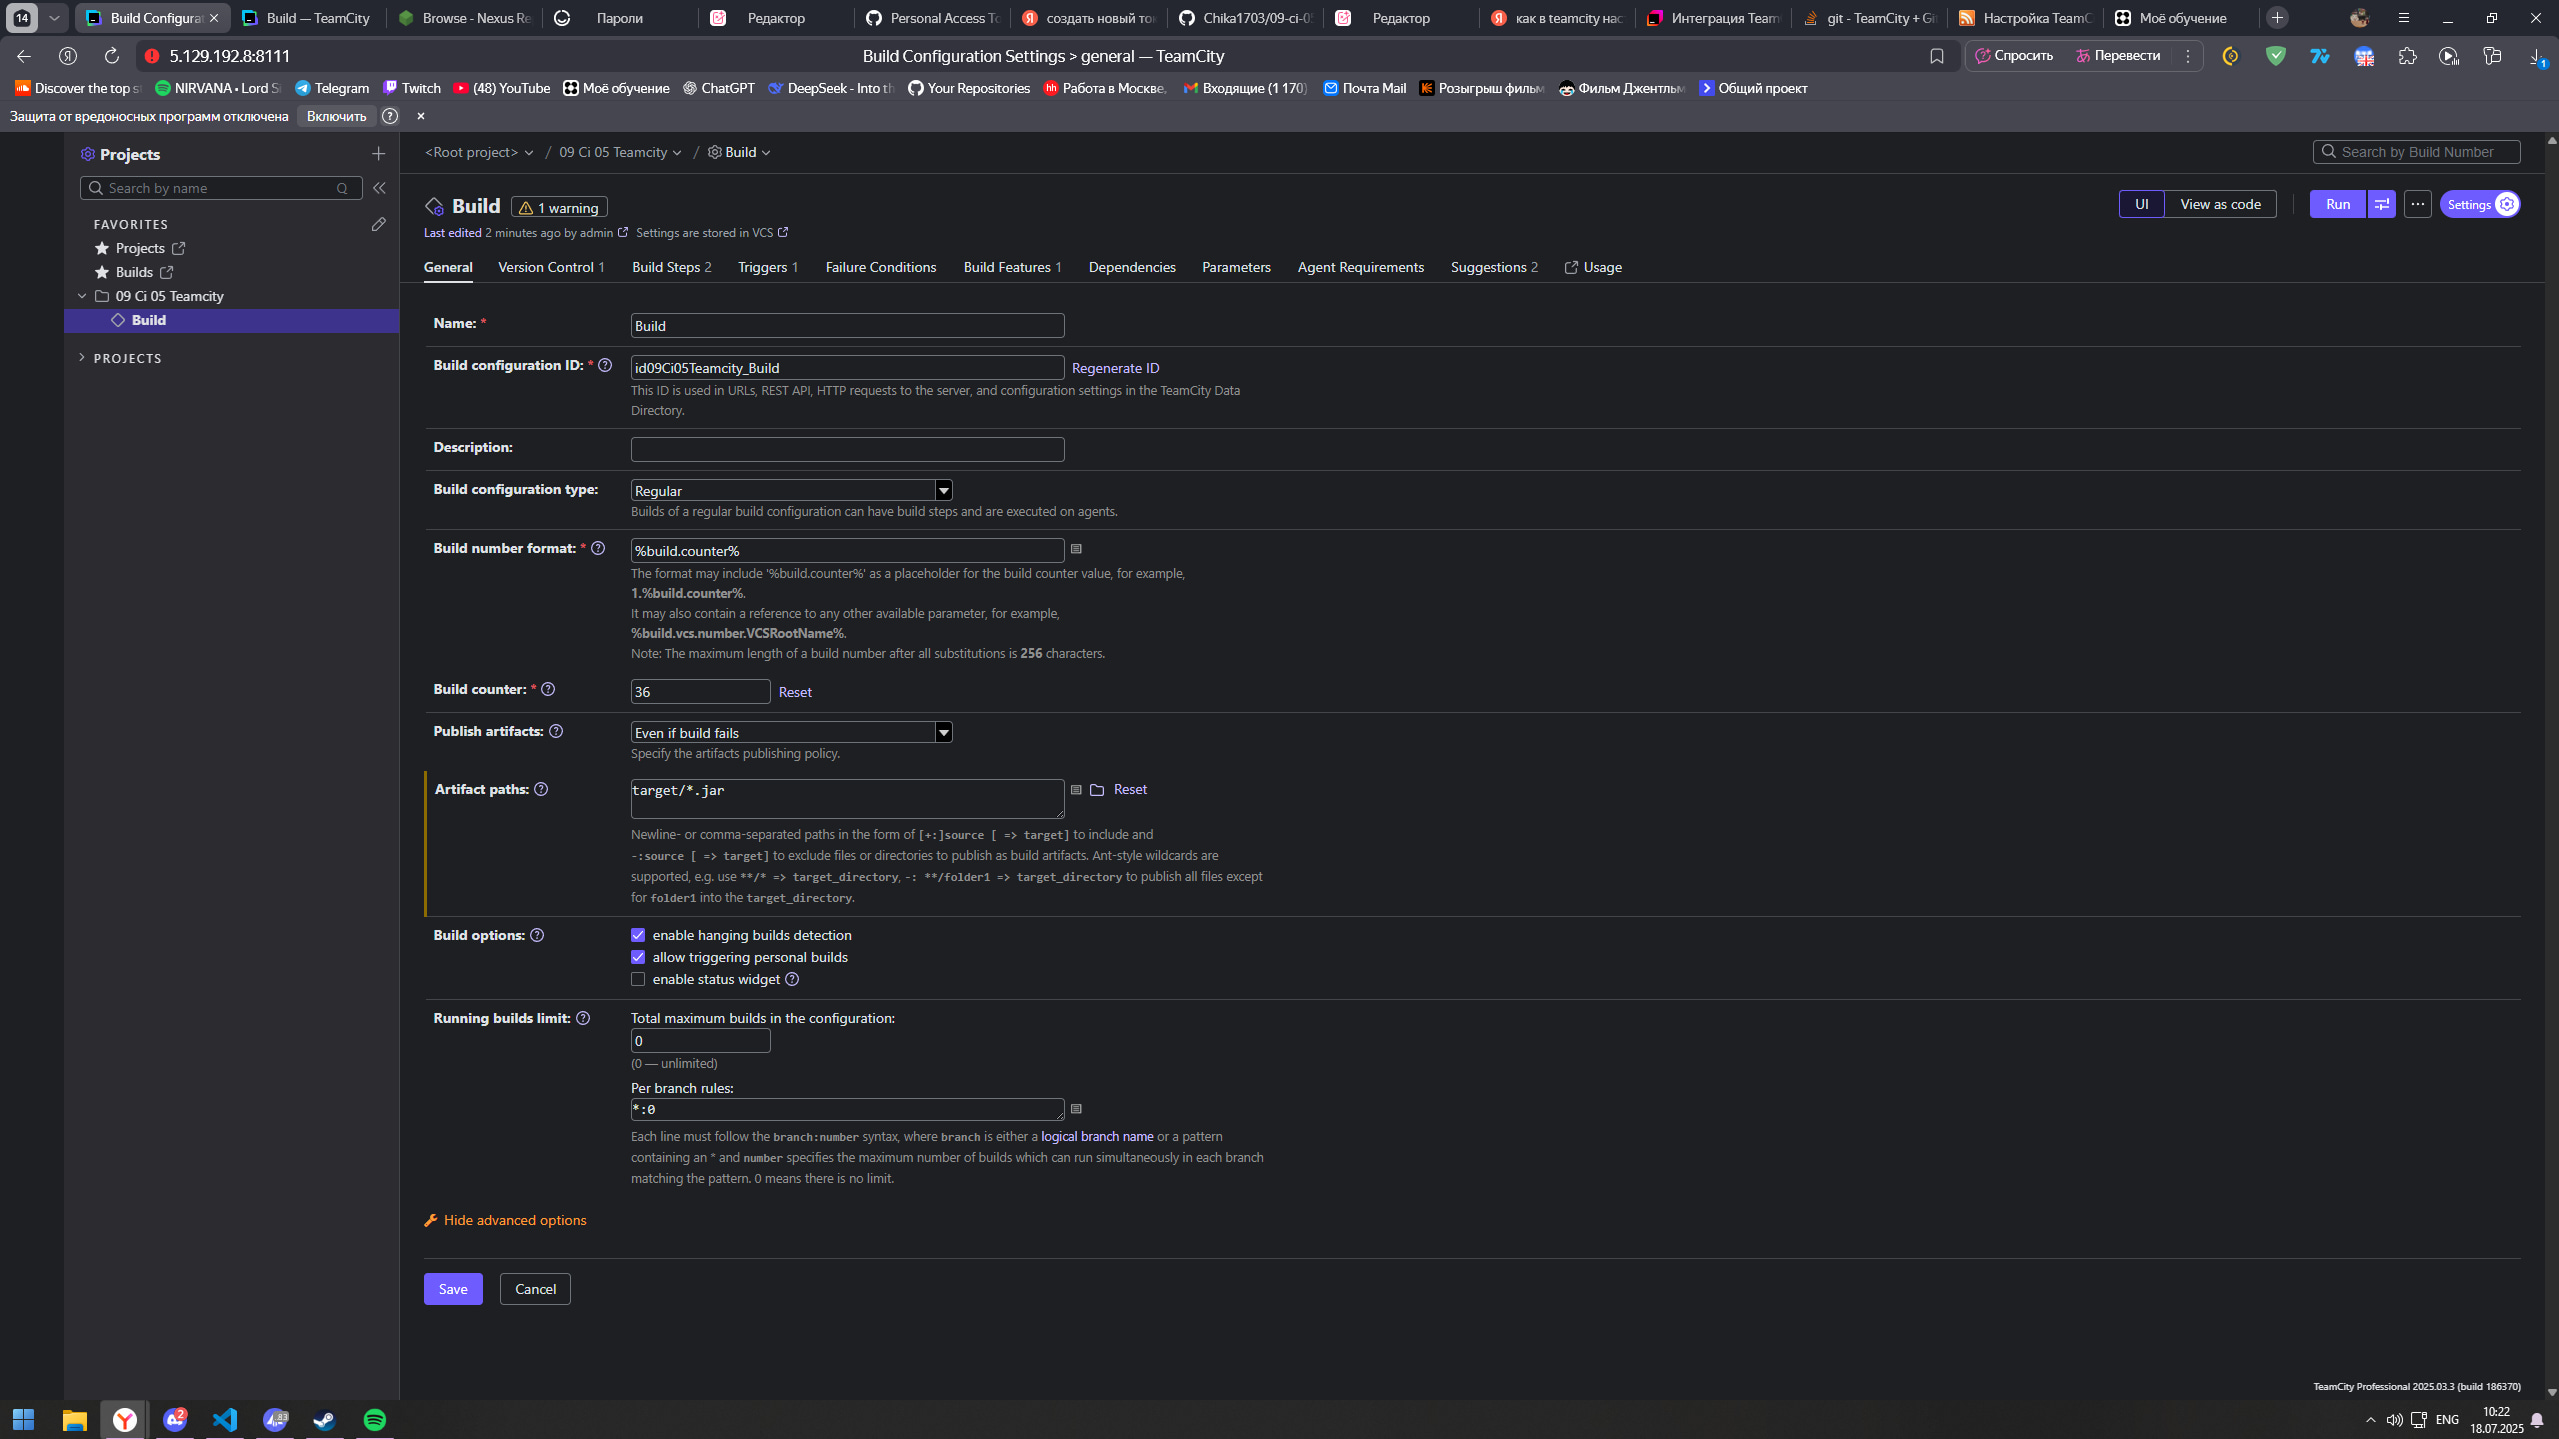 14
Build Configurat
Build — TeamCity
Browse - Nexus Re
Пароли
Редактор
Personal Access To
создать новый ток
Chika1703/09-ci-05
Редактор
как в teamcity нас
Интеграция Team
git - TeamCity + Gi
Настройка TeamC
Моё обучение
5.129.192.8:8111
Build Configuration Settings > general — TeamCity
Спросить
Перевести
1
Discover the top s
NIRVANA • Lord Si
Telegram
Twitch
(48) YouTube
Моё обучение
ChatGPT
DeepSeek - Into th
Your Repositories
Работа в Москве,
Входящие (1 170)
Почта Mail
Розыгрыш фильм
Фильм Джентльм
Общий проект
Защита от вредоносных программ отключена
Включить
Projects
Search by name
Q
FAVORITES
Projects
Builds
09 Ci 05 Teamcity
Build
PROJECTS
<Root project> / 09 Ci 05 Teamcity / Build
Search by Build Number
Build
1 warning
UI
View as code
Run
...
Settings
Last edited 2 minutes ago by admin Settings are stored in VCS
General
Version Control 1
Build Steps 2
Triggers 1
Failure Conditions
Build Features 1
Dependencies
Parameters
Agent Requirements
Suggestions 2
Usage
Name: *
Build
Build configuration ID: *
id09Ci05Teamcity_Build
Regenerate ID
This ID is used in URLs, REST API, HTTP requests to the server, and configuration settings in the TeamCity Data
Directory.
Description:
Build configuration type:
Regular
Builds of a regular build configuration can have build steps and are executed on agents.
Build number format: *
%build.counter%
The format may include '%build.counter%' as a placeholder for the build counter value, for example,
1.%build.counter%.
It may also contain a reference to any other available parameter, for example,
%build.vcs.number.VCSRootName%.
Note: The maximum length of a build number after all substitutions is 256 characters.
Build counter: *
36
Reset
Publish artifacts:
Even if build fails
Specify the artifacts publishing policy.
Artifact paths:
target/*.jar
Reset
Newline- or comma-separated paths in the form of [+:]source [ => target] to include and
-:source [ => target] to exclude files or directories to publish as build artifacts. Ant-style wildcards are
supported, e.g. use **/* => target_directory, -: **/folder1 => target_directory to publish all files except
for folder1 into the target_directory.
Build options:
enable hanging builds detection
allow triggering personal builds
enable status widget
Running builds limit:
Total maximum builds in the configuration:
0
(0 — unlimited)
Per branch rules:
*:0
Each line must follow the branch:number syntax, where branch is either a logical branch name or a pattern
containing an * and number specifies the maximum number of builds which can run simultaneously in each branch
matching the pattern. 0 means there is no limit.
Hide advanced options
Save
Cancel
TeamCity Professional 2025.03.3 (build 186370)
2
83
ENG
10:22
18.07.2025